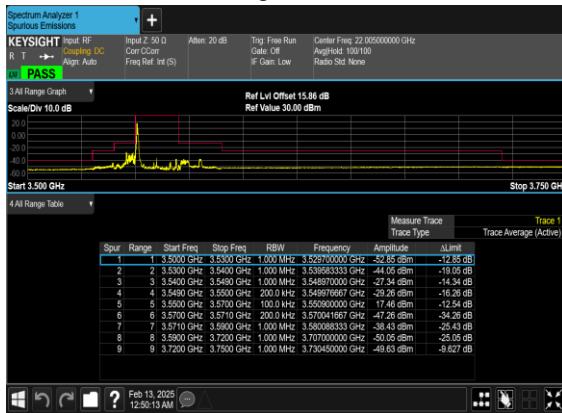 Spectrum Analyzer 1
Spurious Emissions
+
KEYSIGHT Input: RF Input Z: 50 Ω Atten: 20 dB Trig: Free Run Center Freq: 22.005000000 GHz
R T Coupling: DC Corr CCorr Gate: Off Avg|Hold: 100/100
Align: Auto Freq Ref: Int (S) IF Gain: Low Radio Std: None
PASS
3 All Range Graph
Ref Lvl Offset 15.86 dB
Scale/Div 10.0 dB Ref Value 30.00 dBm
20.0
0.00
-20.0
-40.0
-60.0
Start 3.500 GHz Stop 3.750 GH
4 All Range Table
Measure Trace Trace 1
Trace Type Trace Average (Active)
Spur Range Start Freq Stop Freq RBW Frequency Amplitude ΔLimit
1 1 3.5000 GHz 3.5300 GHz 1.000 MHz 3.529700000 GHz -52.85 dBm -12.85 dB
2 2 3.5300 GHz 3.5400 GHz 1.000 MHz 3.539583333 GHz -44.05 dBm -19.05 dB
3 3 3.5400 GHz 3.5490 GHz 1.000 MHz 3.548970000 GHz -27.34 dBm -14.34 dB
4 4 3.5490 GHz 3.5500 GHz 200.0 kHz 3.549976667 GHz -29.26 dBm -16.26 dB
5 5 3.5500 GHz 3.5700 GHz 100.0 kHz 3.550900000 GHz 17.46 dBm -12.54 dB
6 6 3.5700 GHz 3.5710 GHz 200.0 kHz 3.570041667 GHz -47.26 dBm -34.26 dB
7 7 3.5710 GHz 3.5900 GHz 1.000 MHz 3.580088333 GHz -38.43 dBm -25.43 dB
8 8 3.5900 GHz 3.7200 GHz 1.000 MHz 3.707000000 GHz -50.05 dBm -25.05 dB
9 9 3.7200 GHz 3.7500 GHz 1.000 MHz 3.730450000 GHz -49.63 dBm -9.627 dB
? Feb 13, 2025
12:50:13 AM